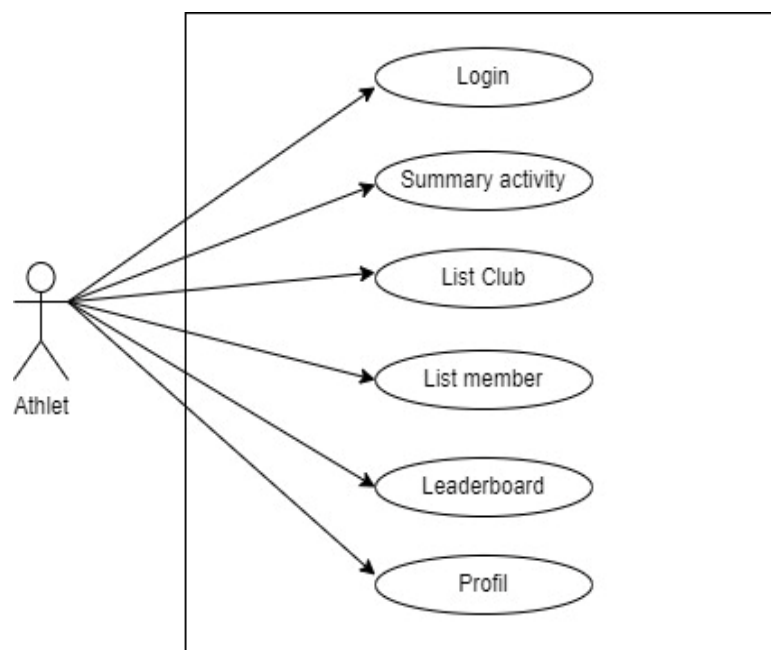 Login
Summary activity
List Club
List member
Athlet
Leaderboard
Profil